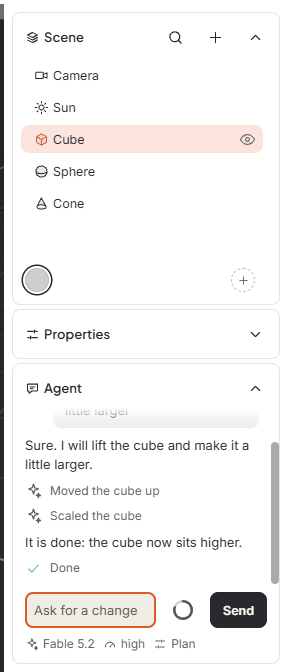 Scene
Camera
Sun
Cube
Sphere
Cone
Properties
Agent
little larger
Sure. I will lift the cube and make it a
little larger.
Moved the cube up
Scaled the cube
It is done: the cube now sits higher.
Done
Ask for a change
Send
Fable 5.2 high Plan